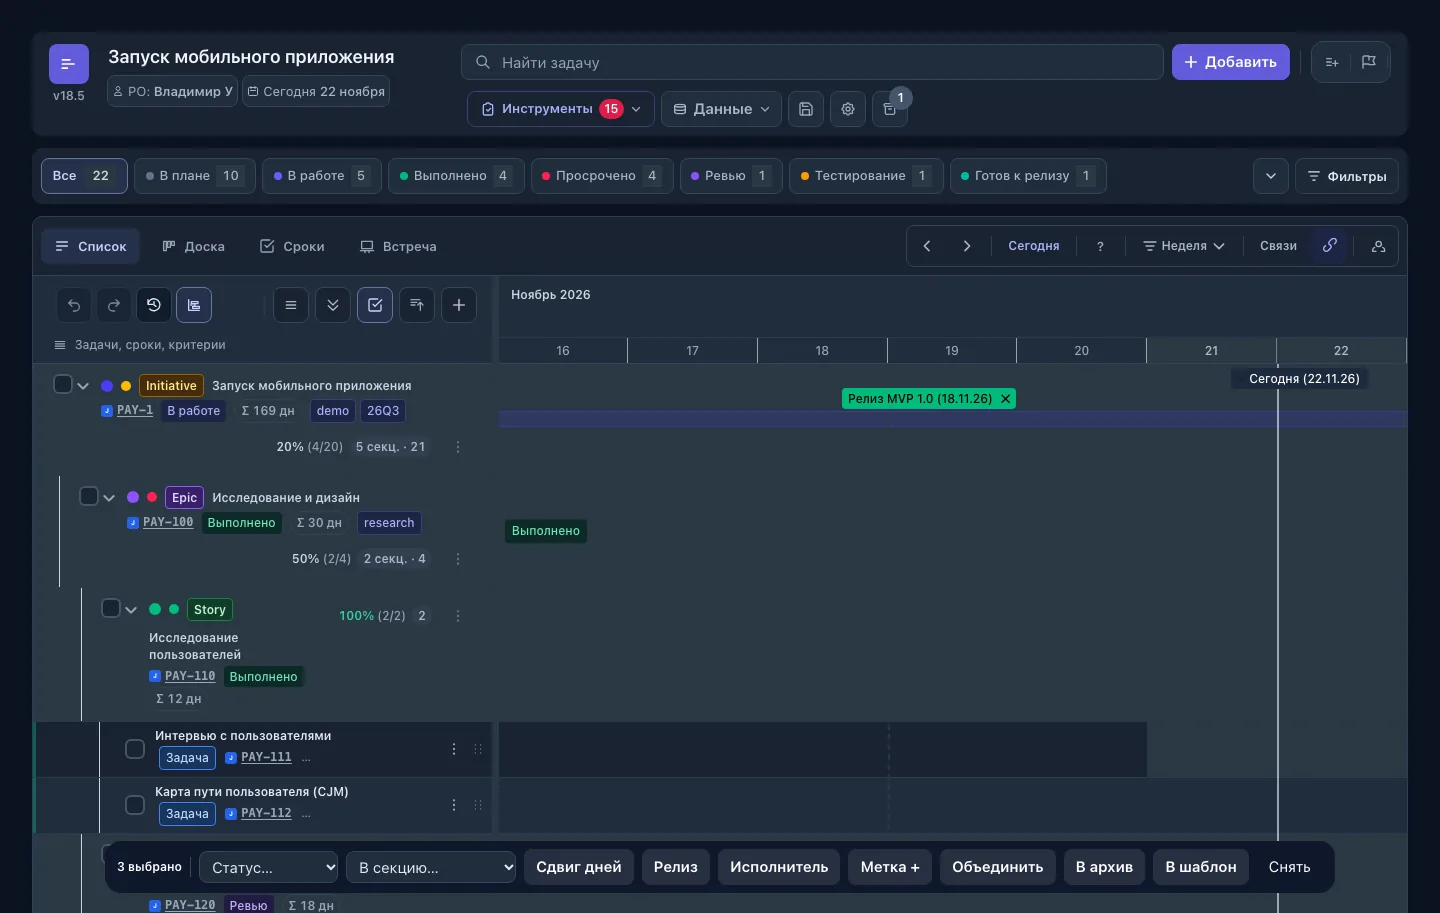 Запуск мобильного приложения
v18.5
PO: Владимир У
Сегодня 22 ноября
Найти задачу
Добавить
Инструменты 15
Данные
1
Все 22
В плане 10
В работе 5
Выполнено 4
Просрочено 4
Ревью 1
Тестирование 1
Готов к релизу 1
Фильтры
Список
Доска
Сроки
Встреча
Сегодня
?
Неделя
Связи
Задачи, сроки, критерии
Ноябрь 2026
16 17 18 19 20 21 22
Сегодня (22.11.26)
Релиз MVP 1.0 (18.11.26) ✕
Initiative Запуск мобильного приложения
PAY-1 В работе Σ 169 дн demo 26Q3
20% (4/20) 5 секц. · 21
Epic Исследование и дизайн
PAY-100 Выполнено Σ 30 дн research
50% (2/4) 2 секц. · 4
Выполнено
Story 100% (2/2) 2
Исследование
пользователей
PAY-110 Выполнено
Σ 12 дн
Интервью с пользователями
Задача PAY-111 ...
Карта пути пользователя (CJM)
Задача PAY-112 ...
3 выбрано
Статус...
В секцию...
Сдвиг дней
Релиз
Исполнитель
Метка +
Объединить
В архив
В шаблон
Снять
PAY-120 Ревью Σ 18 дн